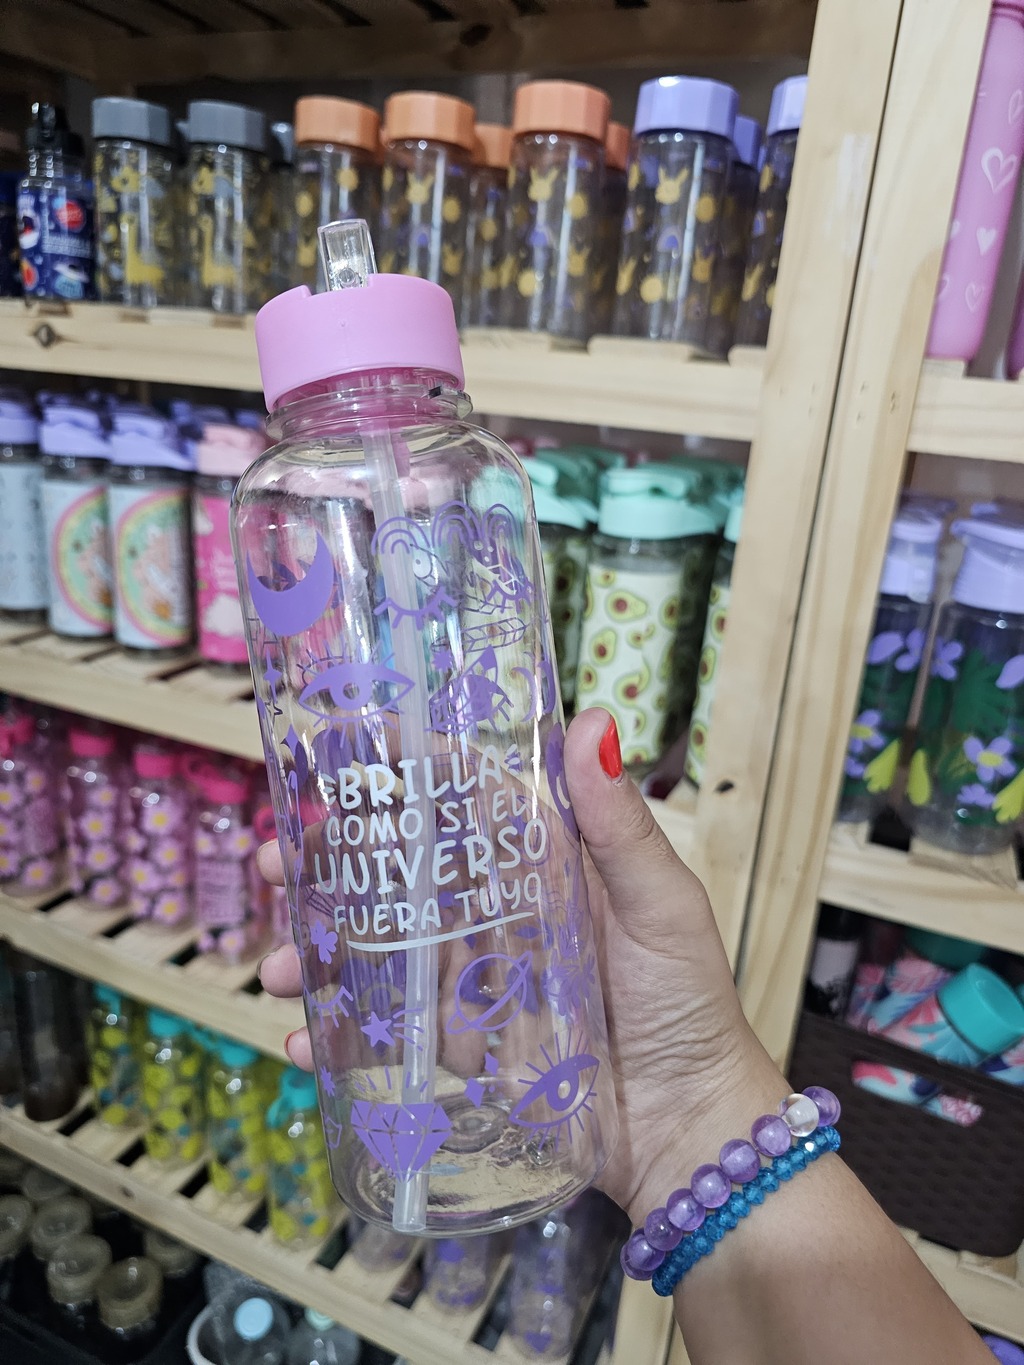 BRILLA
COMO SI EL
UNIVERSO
FUERA TUYO